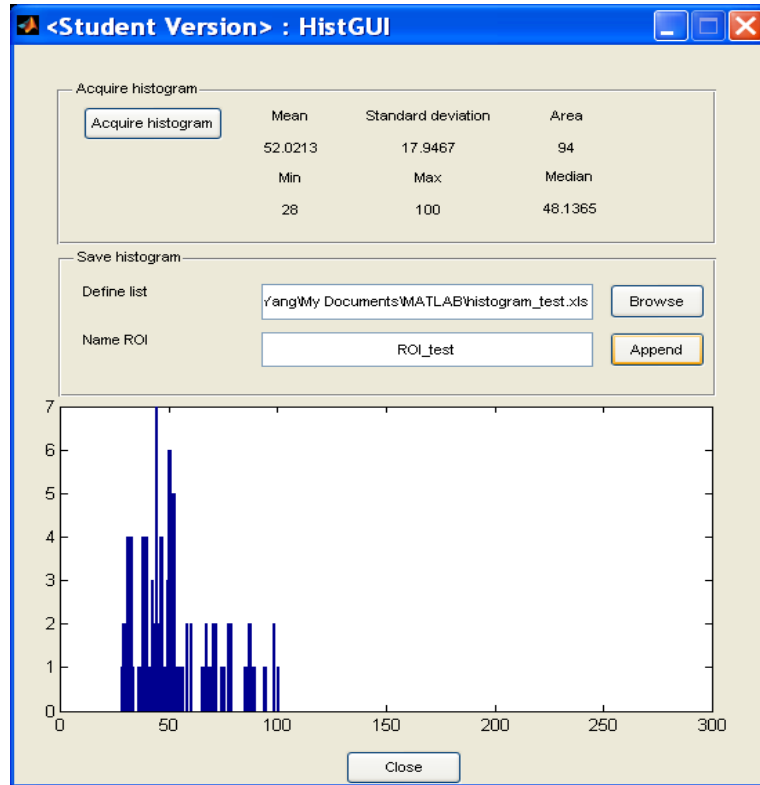 <Student Version> : HistGUI
Acquire histogram
Acquire histogram
Mean Standard deviation Area
52.0213 17.9467 94
Min Max Median
28 100 48.1365
Save histogram
Define list
Yang\My Documents\MATLAB\histogram_test.xls
Browse
Name ROI
ROI_test
Append
7
6
5
4
3
2
1
0
0 50 100 150 200 250 300
Close